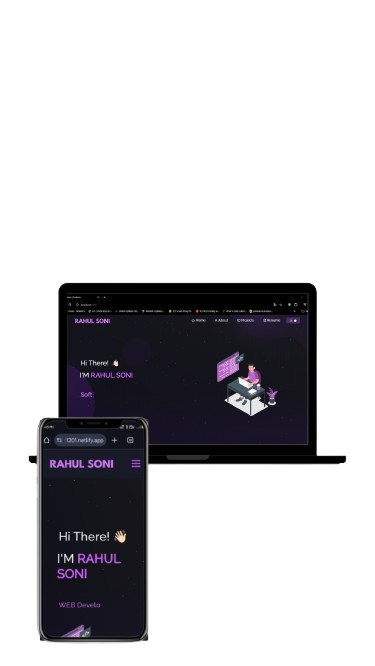 RAHUL SONI
Home
About
Projects
Resume
Hi There! 👋🏻
I'M RAHUL SONI
Soft
1201.netlify.app
RAHUL SONI
Hi There! 👋🏻
I'M RAHUL
SONI
WEB Develo